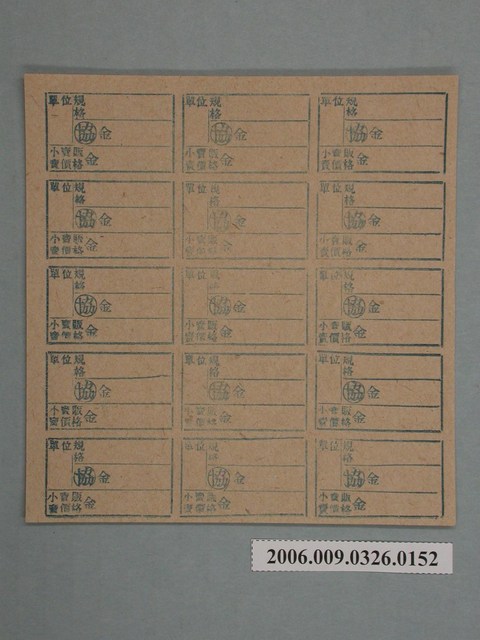 單位規 單位規 單位規
格 格 格
協金 協金 協金
小賣販 小賣販 小賣販
賣價格金 賣價格金 賣價格金
單位規 單位規 單位規
格 格 格
協金 協金 協金
小賣販 小賣販 小賣販
賣價格金 賣價格金 賣價格金
單位規 單位規 單位規
格 格 格
協金 協金 協金
小賣販 小賣販 小賣販
賣價格金 賣價格金 賣價格金
單位規 單位規 單位規
格 格 格
協金 協金 協金
小賣販 小賣販 小賣販
賣價格金 賣價格金 賣價格金
單位規 單位規 單位規
格 格 格
協金 協金 協金
小賣販 小賣販 小賣販
賣價格金 賣價格金 賣價格金
2006.009.0326.0152